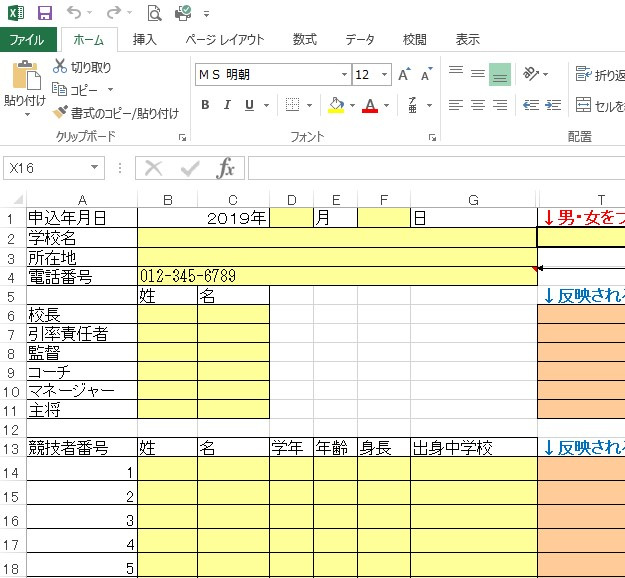 ファイル ホーム 挿入 ページ レイアウト 数式 データ 校閲 表示
切り取り
コピー
貼り付け
書式のコピー/貼り付け
クリップボード
ＭＳ 明朝 12 A A
B I U A 亜
フォント
折り返
セルを
配置
X16 fx
A B C D E F G T
1 申込年月日 2019年 月 日 ↓男・女を
2 学校名
3 所在地
4 電話番号 012-345-6789
5 姓 名 ↓反映され
6 校長
7 引率責任者
8 監督
9 コーチ
10 マネージャー
11 主将
12
13 競技者番号 姓 名 学年 年齢 身長 出身中学校 ↓反映され
14 1
15 2
16 3
17 4
18 5